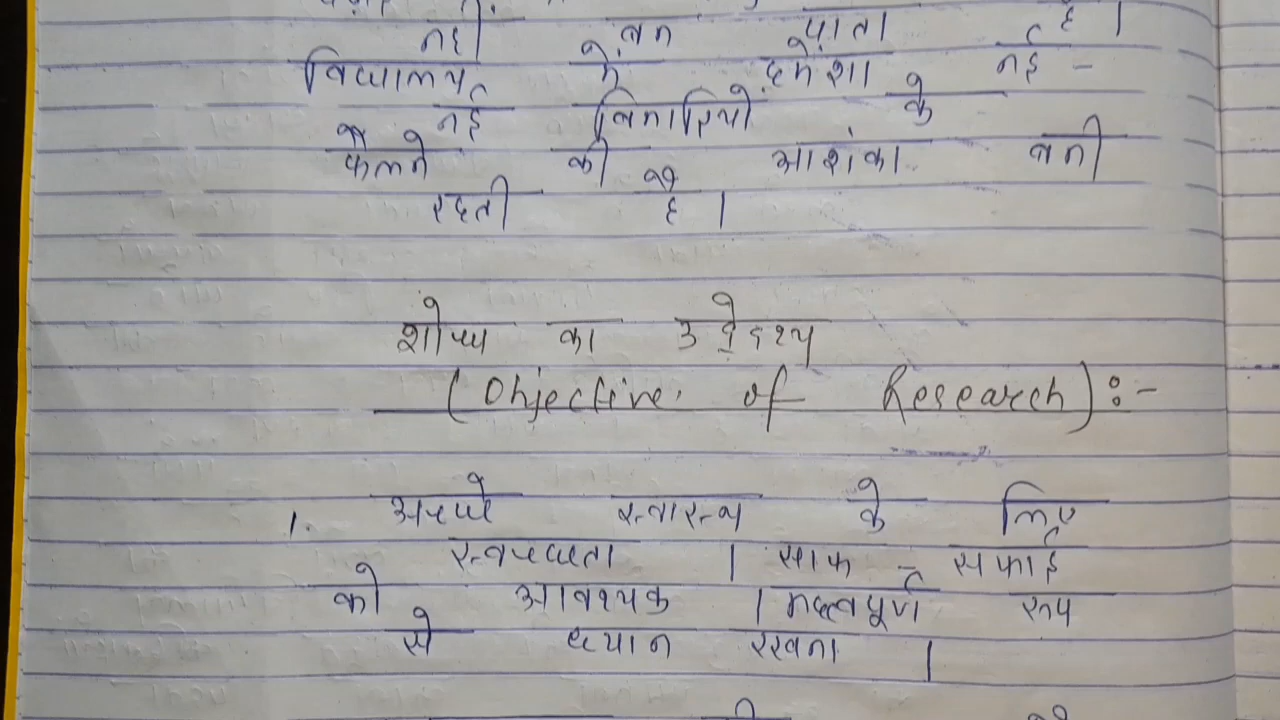 नही बन पाता है।
विद्यालय में हमेशा नई -
नई बिमारियो के
फैलने की आशंका बनी
रहती है।
शोध का उद्देश्य
(Objective of Research):-
1. अच्छे स्वास्थ्य के लिए
स्वच्छता । साफ - सफाई
को आवश्यक । महत्वपूर्ण रूप
से ध्यान रखना ।